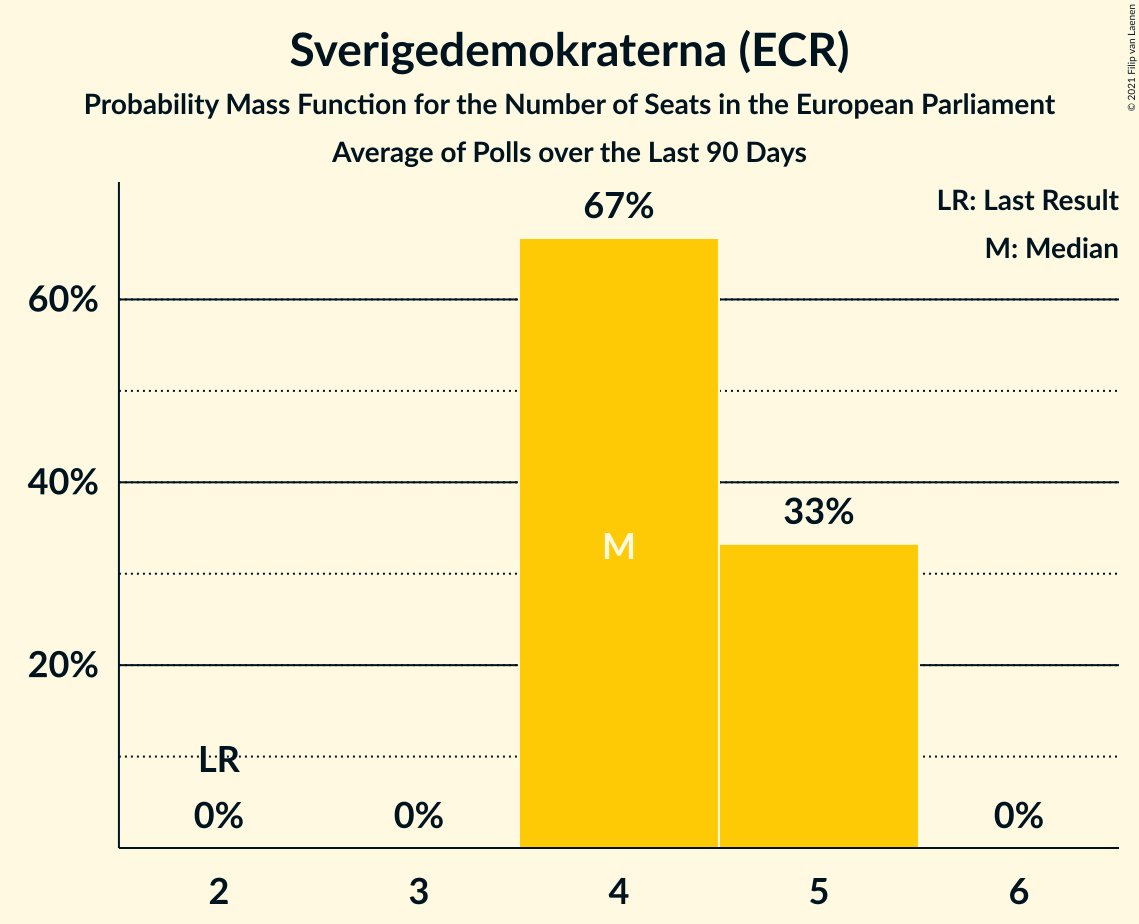 Sverigedemokraterna (ECR)
Probability Mass Function for the Number of Seats in the European Parliament
Average of Polls over the Last 90 Days
© 2021 Filip van Laenen
LR: Last Result
M: Median
67%
60%
40%
33%
M
20%
LR
0%
0%
0%
2
3
4
5
6